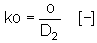 ko = o / D₂ [-]